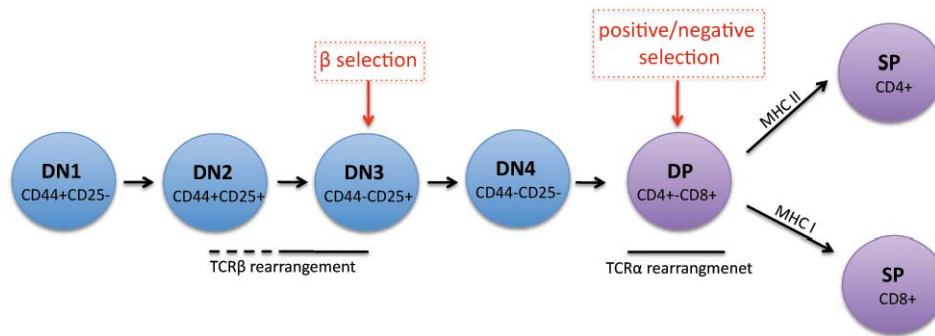 β selection
positive/negative
selection
DN1
CD44+CD25-
DN2
CD44+CD25+
DN3
CD44-CD25+
DN4
CD44-CD25-
DP
CD4+-CD8+
MHC II
SP
CD4+
MHC I
SP
CD8+
TCRβ rearrangement
TCRα rearrangmenet